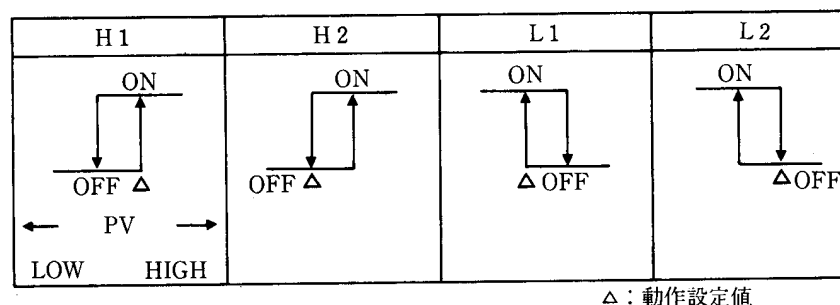 H1 H2 L1 L2
ON ON ON ON
OFF △ OFF △ △ OFF △ OFF
← PV →
LOW HIGH
△：動作設定値